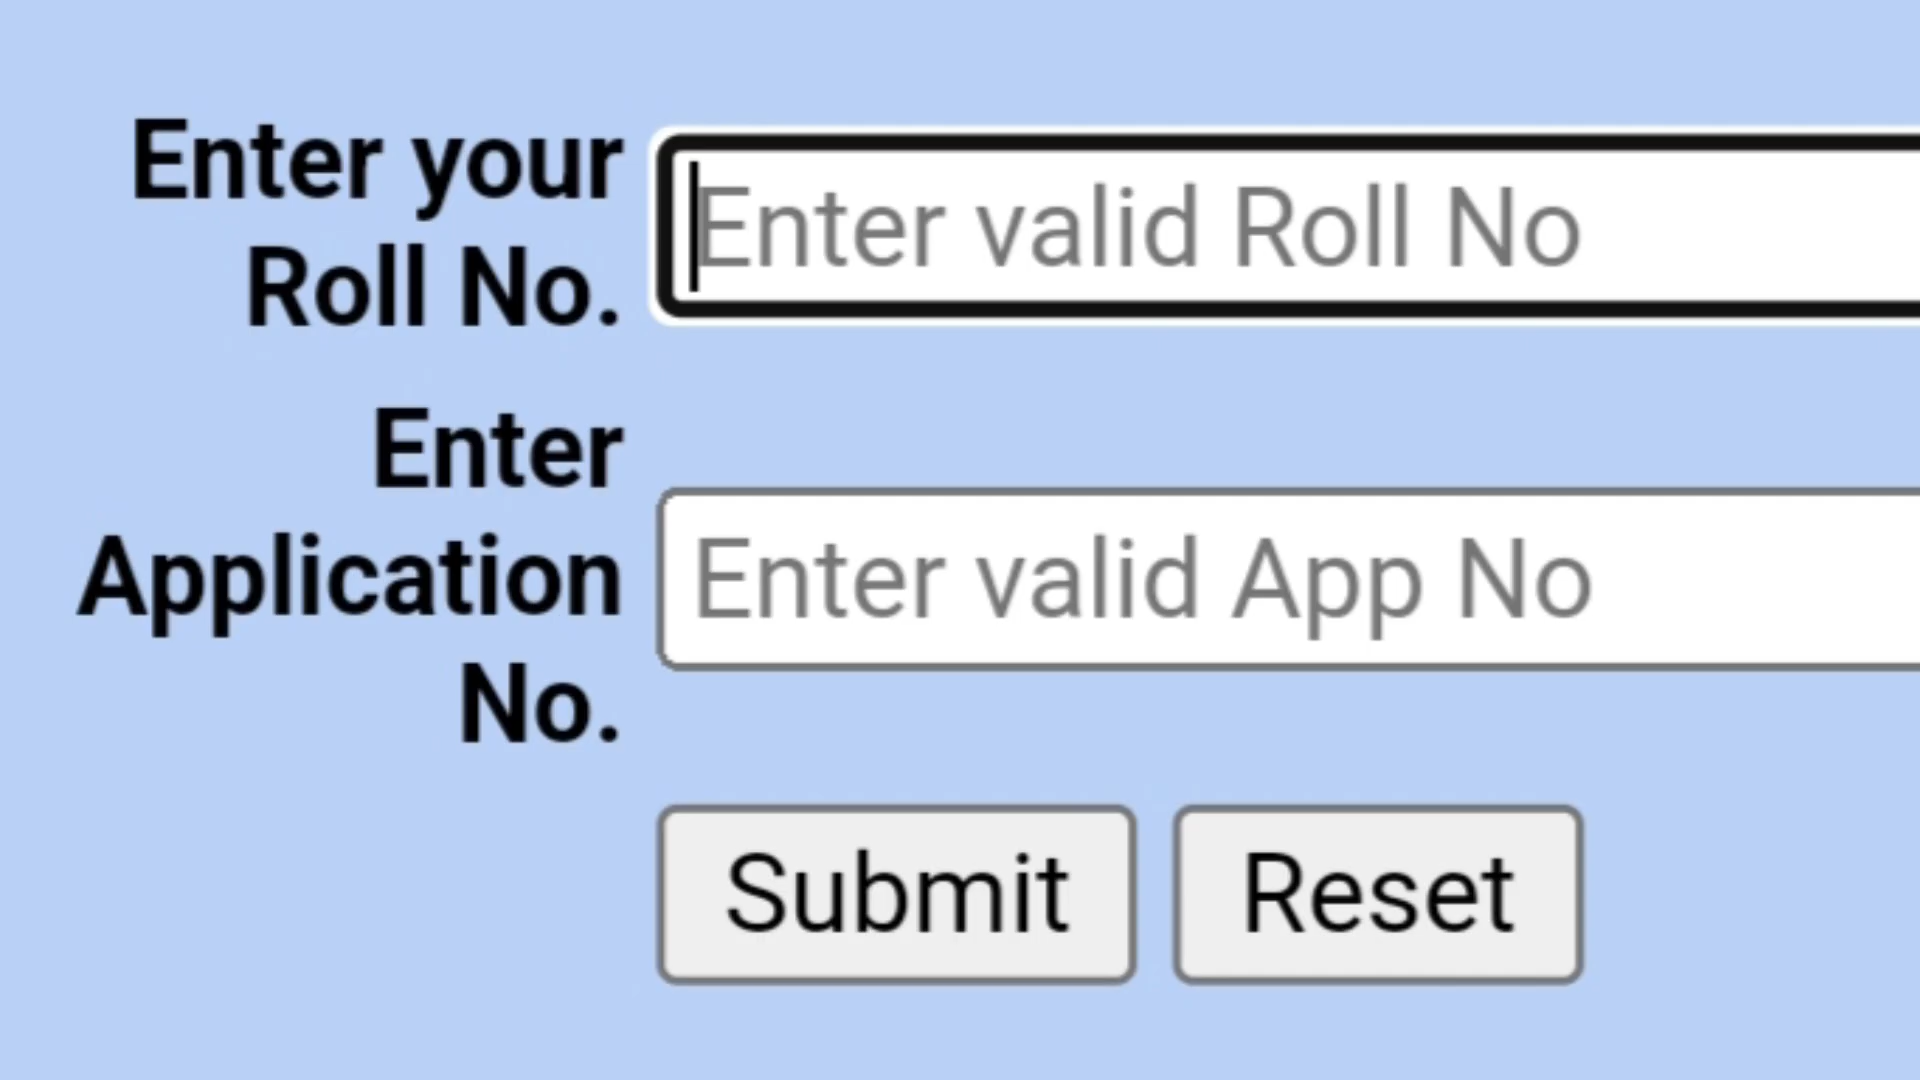 Enter your
Roll No.
Enter valid Roll No
Enter
Application
No.
Enter valid App No
Submit
Reset